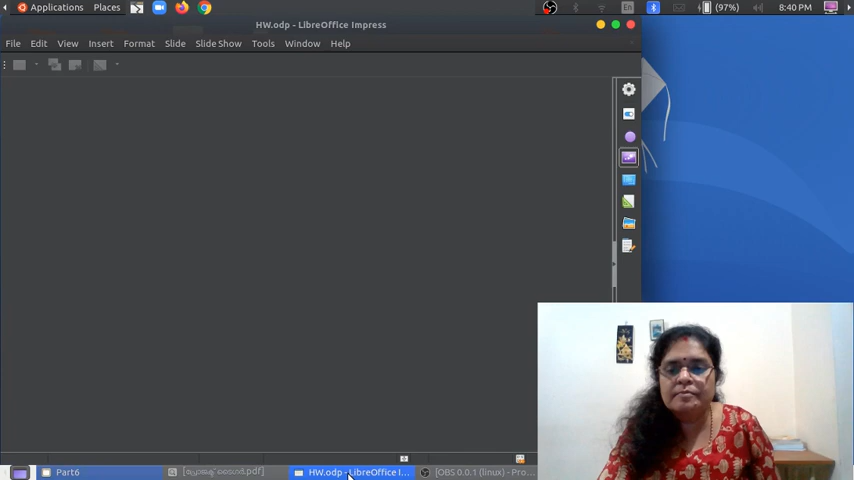 Applications Places En (97%) 8:40 PM
HW.odp - LibreOffice Impress
File Edit View Insert Format Slide Slide Show Tools Window Help
Part6 HW.odp - LibreOffice I... [OBS 0.0.1 (linux) - Pro...